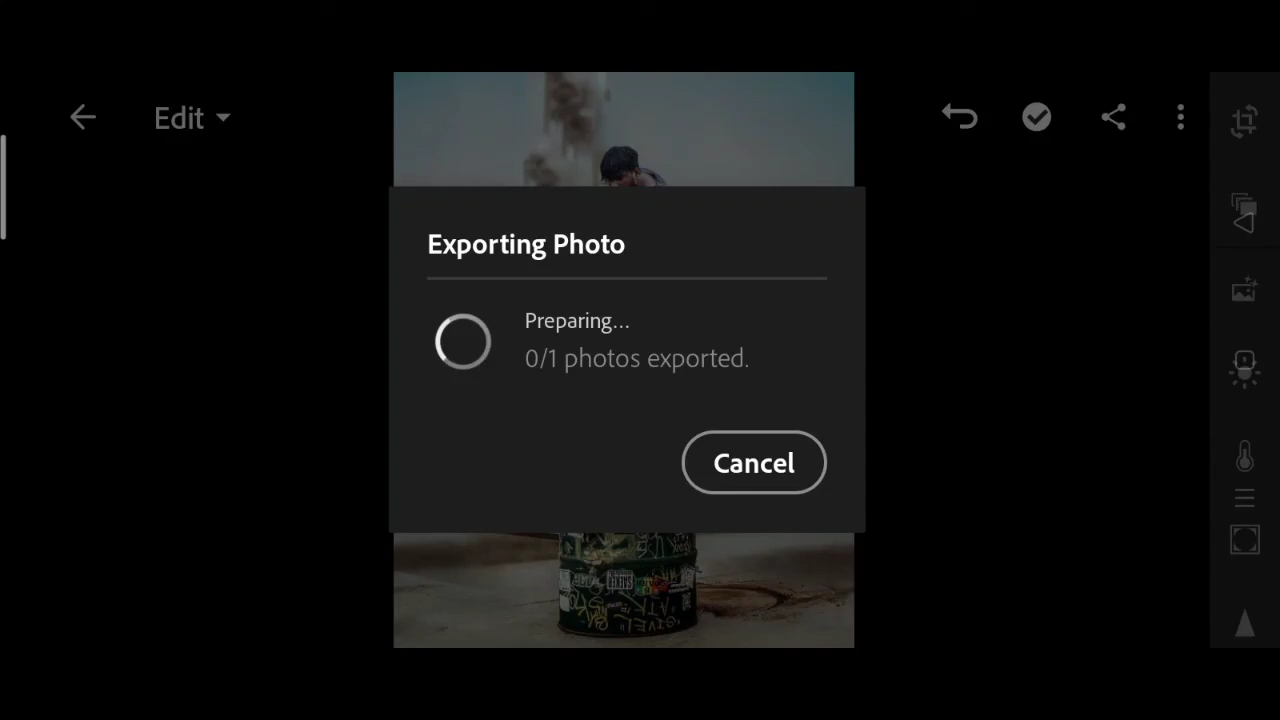 Edit
Exporting Photo
Preparing...
0/1 photos exported.
Cancel